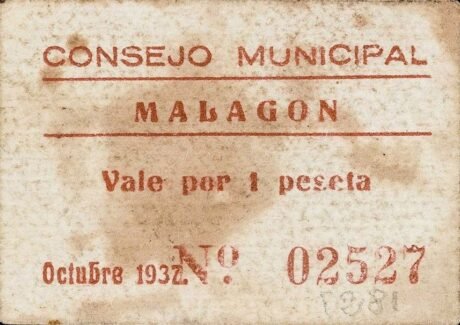 CONSEJO MUNICIPAL
MALAGON
Vale por 1 peseta
Octubre 1937. Nº 02527